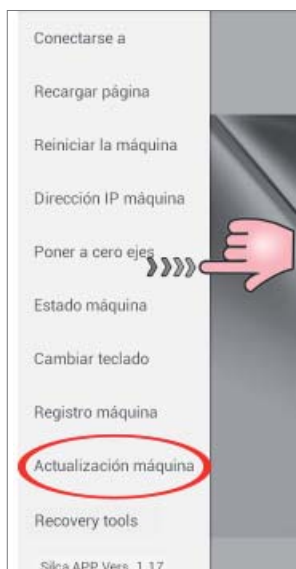 Conectarse a
Recargar página
Reiniciar la máquina
Dirección IP máquina
Poner a cero ejes
Estado máquina
Cambiar teclado
Registro máquina
Actualización máquina
Recovery tools
Silca APP Vers. 1.17